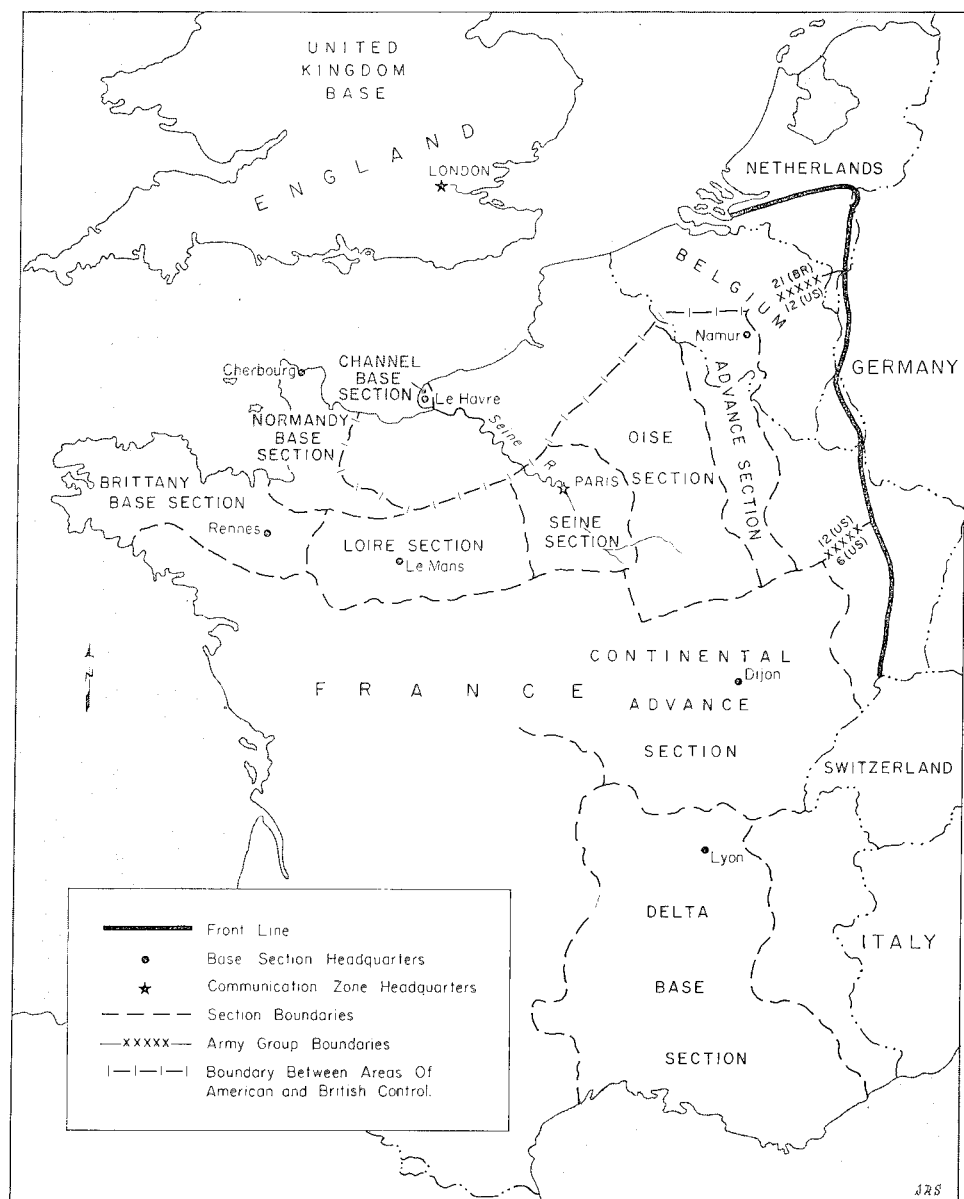 UNITED
KINGDOM
BASE
ENGLAND
LONDON
NETHERLANDS
BELGIUM
21 (BR)
XXXXX
12 (US)
Namur
GERMANY
Cherbourg
CHANNEL
BASE
SECTION
Le Havre
NORMANDY
BASE
SECTION
Seine R.
OISE
SECTION
ADVANCE SECTION
BRITTANY
BASE SECTION
PARIS
SEINE
SECTION
Rennes
LOIRE SECTION
Le Mans
12 (US)
XXXXX
6 (US)
N
FRANCE
CONTINENTAL
Dijon
ADVANCE
SECTION
SWITZERLAND
Lyon
DELTA
BASE
SECTION
ITALY
Front Line
Base Section Headquarters
Communication Zone Headquarters
Section Boundaries
XXXXX
Army Group Boundaries
Boundary Between Areas Of
American and British Control.